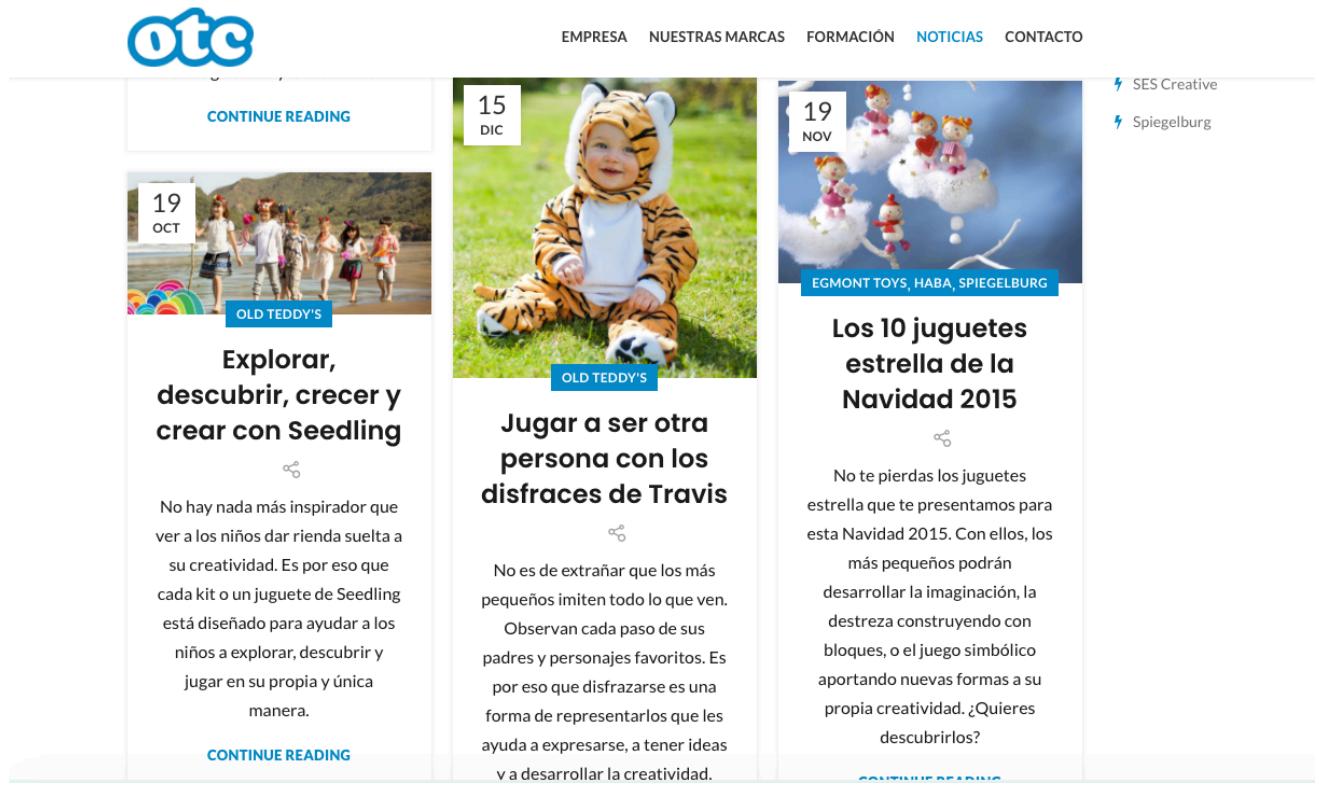 otc
EMPRESA NUESTRAS MARCAS FORMACIÓN NOTICIAS CONTACTO
CONTINUE READING
19
OCT
OLD TEDDY'S
Explorar,
descubrir, crecer y
crear con Seedling
No hay nada más inspirador que
ver a los niños dar rienda suelta a
su creatividad. Es por eso que
cada kit o un juguete de Seedling
está diseñado para ayudar a los
niños a explorar, descubrir y
jugar en su propia y única
manera.
CONTINUE READING
15
DIC
OLD TEDDY'S
Jugar a ser otra
persona con los
disfraces de Travis
No es de extrañar que los más
pequeños imiten todo lo que ven.
Observan cada paso de sus
padres y personajes favoritos. Es
por eso que disfrazarse es una
forma de representarlos que les
ayuda a expresarse, a tener ideas
y a desarrollar la creatividad.
19
NOV
EGMONT TOYS, HABA, SPIEGELBURG
Los 10 juguetes
estrella de la
Navidad 2015
No te pierdas los juguetes
estrella que te presentamos para
esta Navidad 2015. Con ellos, los
más pequeños podrán
desarrollar la imaginación, la
destreza construyendo con
bloques, o el juego simbólico
aportando nuevas formas a su
propia creatividad. ¿Quieres
descubrirlos?
CONTINUE READING
SES Creative
Spiegelburg